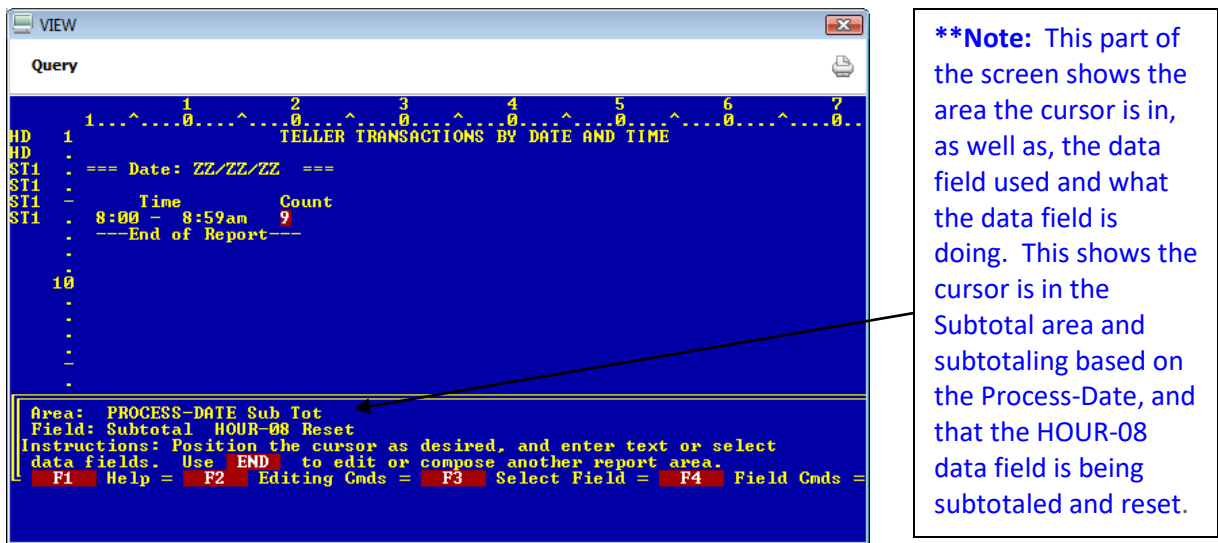 VIEW
Query
1 2 3 4 5 6 7
1...^....0....^....0....^....0....^....0....^....0....^....0....^....0..
HD 1 TELLER TRANSACTIONS BY DATE AND TIME
HD .
ST1 . === Date: ZZ/ZZ/ZZ ===
ST1 .
ST1 - Time Count
ST1 . 8:00 - 8:59am 9
. ---End of Report---
.
.
10
.
.
.
.
-
.
Area: PROCESS-DATE Sub Tot
Field: Subtotal HOUR-08 Reset
Instructions: Position the cursor as desired, and enter text or select
data fields. Use END to edit or compose another report area.
F1 Help = F2 Editing Cmds = F3 Select Field = F4 Field Cmds =
**Note: This part of
the screen shows the
area the cursor is in,
as well as, the data
field used and what
the data field is
doing. This shows the
cursor is in the
Subtotal area and
subtotaling based on
the Process-Date, and
that the HOUR-08
data field is being
subtotaled and reset.